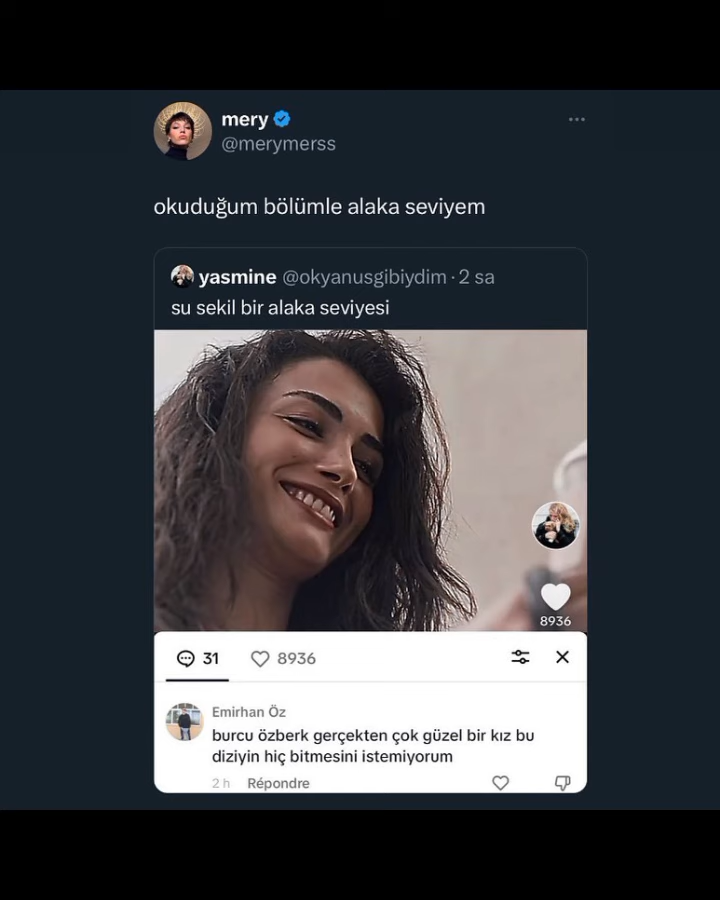 mery
@merymerss
okuduğum bölümle alaka seviyem
yasmine @okyanusgibiydim · 2 sa
su sekil bir alaka seviyesi
8936
31 8936
Emirhan Öz
burcu özberk gerçekten çok güzel bir kız bu
diziyin hiç bitmesini istemiyorum
2 h Répondre